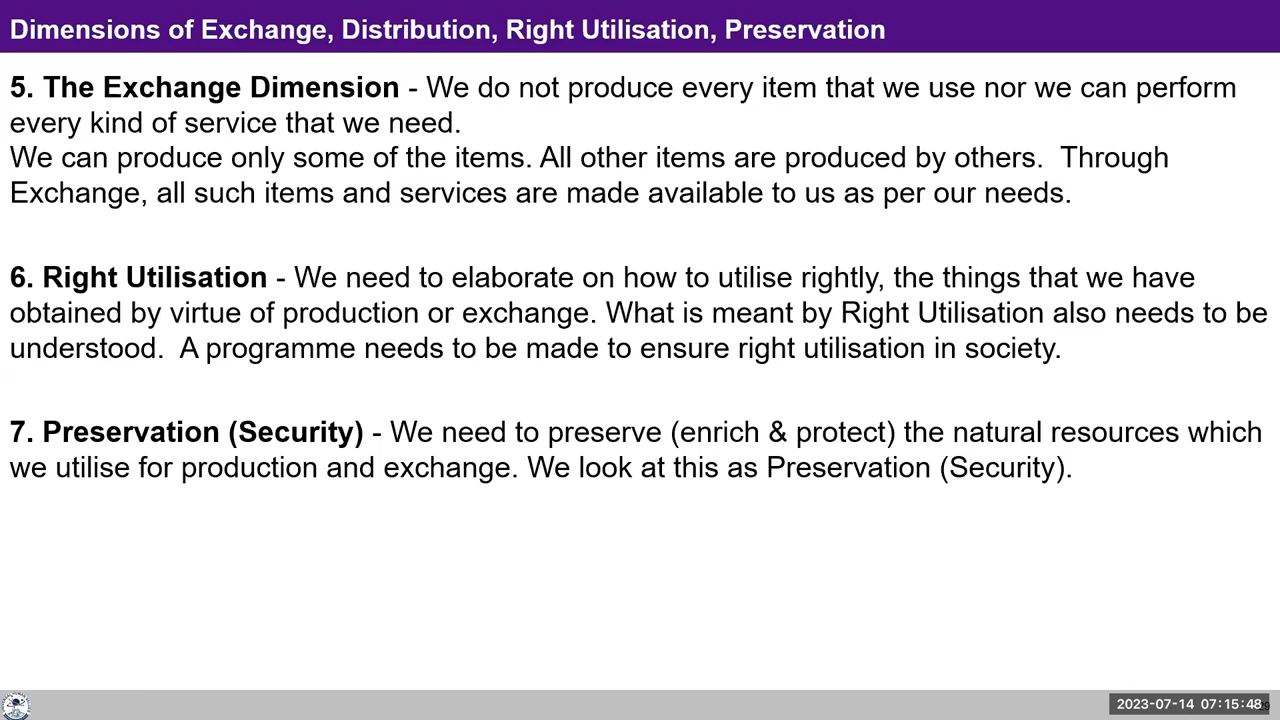 Dimensions of Exchange, Distribution, Right Utilisation, Preservation
5. The Exchange Dimension - We do not produce every item that we use nor we can perform
every kind of service that we need.
We can produce only some of the items. All other items are produced by others.  Through
Exchange, all such items and services are made available to us as per our needs.
6. Right Utilisation - We need to elaborate on how to utilise rightly, the things that we have
obtained by virtue of production or exchange. What is meant by Right Utilisation also needs to be
understood.  A programme needs to be made to ensure right utilisation in society.
7. Preservation (Security) - We need to preserve (enrich & protect) the natural resources which
we utilise for production and exchange. We look at this as Preservation (Security).
2023-07-14 07:15:48